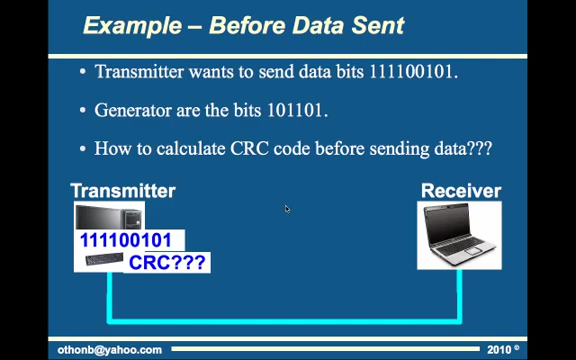 Example – Before Data Sent
• Transmitter wants to send data bits 111100101.
• Generator are the bits 101101.
• How to calculate CRC code before sending data???
Transmitter
Receiver
111100101
CRC???
othonb@yahoo.com
2010 ©